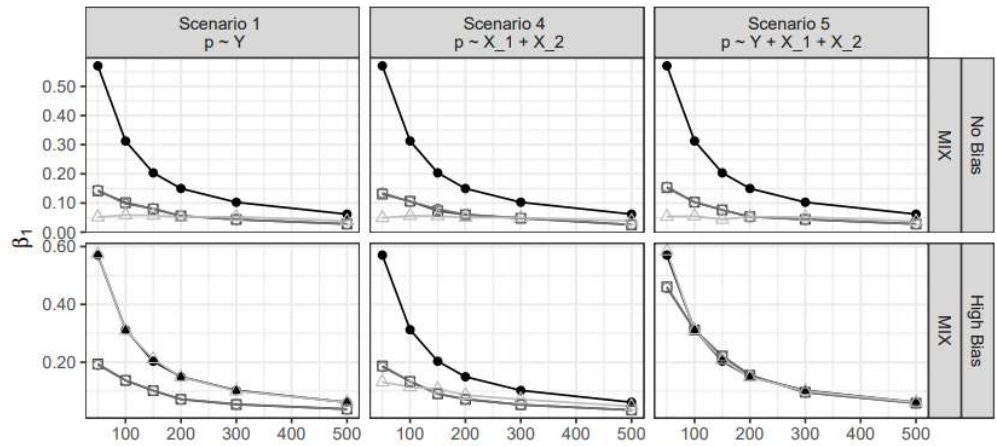 Scenario 1
p ~ Y
Scenario 4
p ~ X_1 + X_2
Scenario 5
p ~ Y + X_1 + X_2
0.50
0.40
0.30
0.20
0.10
0.00
MIX
No Bias
β1
0.60
0.40
0.20
MIX
High Bias
100 200 300 400 500
100 200 300 400 500
100 200 300 400 500